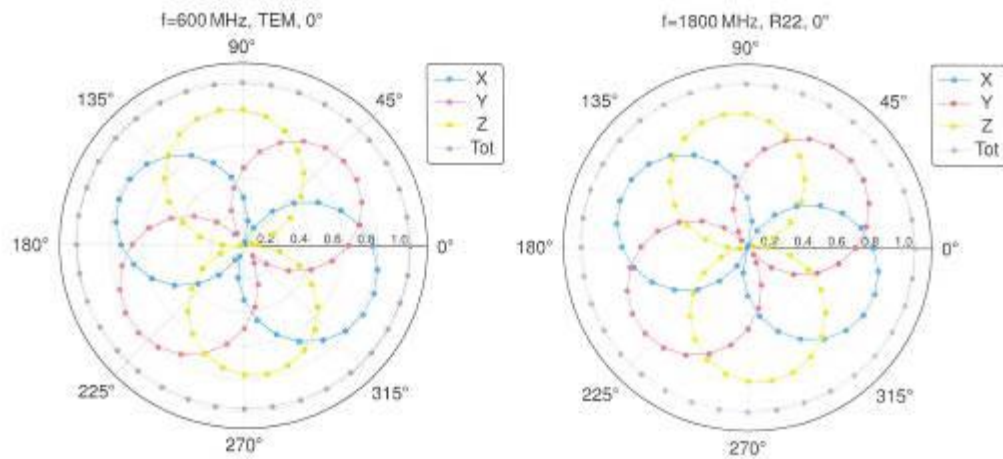 f=600 MHz, TEM, 0°
90°
135°
45°
X
Y
Z
Tot
180°
0.2 0.4 0.6 0.8 1.0
0°
225°
315°
270°
f=1800 MHz, R22, 0°
90°
135°
45°
X
Y
Z
Tot
180°
0.2 0.4 0.6 0.8 1.0
0°
225°
315°
270°